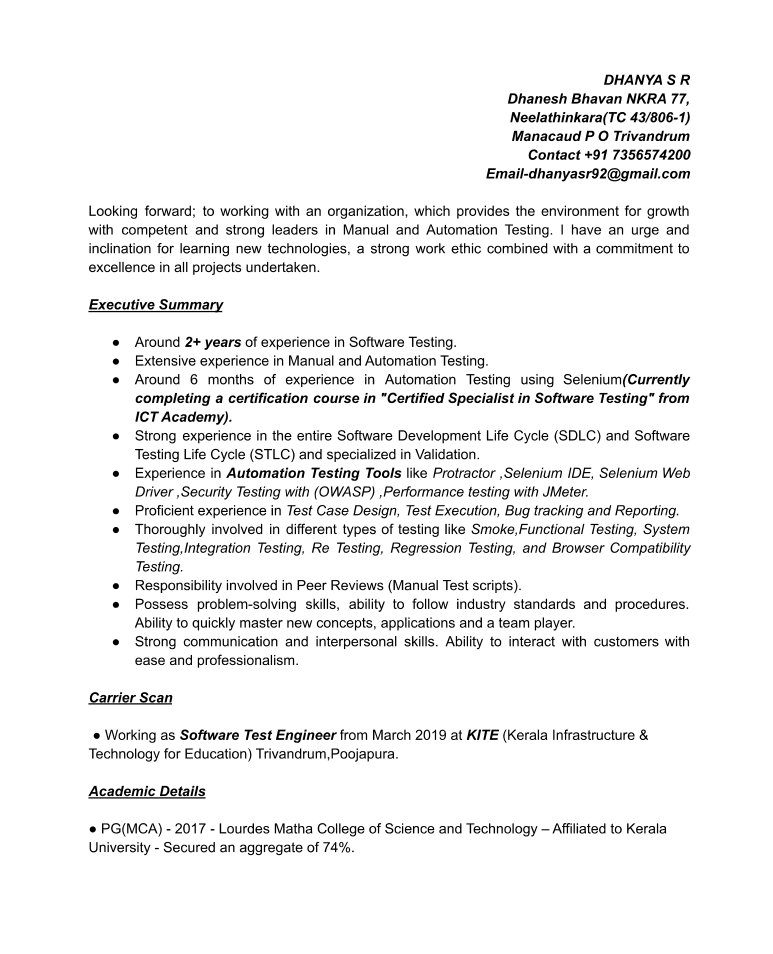 DHANYA S R
Dhanesh Bhavan NKRA 77,
Neelathinkara(TC 43/806-1)
Manacaud P O Trivandrum
Contact +91 7356574200
Email-dhanyasr92@gmail.com
Looking forward; to working with an organization, which provides the environment for growth
with competent and strong leaders in Manual and Automation Testing. I have an urge and
inclination for learning new technologies, a strong work ethic combined with a commitment to
excellence in all projects undertaken.
Executive Summary
● Around 2+ years of experience in Software Testing.
● Extensive experience in Manual and Automation Testing.
● Around 6 months of experience in Automation Testing using Selenium(Currently
completing a certification course in "Certified Specialist in Software Testing" from
ICT Academy).
● Strong experience in the entire Software Development Life Cycle (SDLC) and Software
Testing Life Cycle (STLC) and specialized in Validation.
● Experience in Automation Testing Tools like Protractor ,Selenium IDE, Selenium Web
Driver ,Security Testing with (OWASP) ,Performance testing with JMeter.
● Proficient experience in Test Case Design, Test Execution, Bug tracking and Reporting.
● Thoroughly involved in different types of testing like Smoke,Functional Testing, System
Testing,Integration Testing, Re Testing, Regression Testing, and Browser Compatibility
Testing.
● Responsibility involved in Peer Reviews (Manual Test scripts).
● Possess problem-solving skills, ability to follow industry standards and procedures.
Ability to quickly master new concepts, applications and a team player.
● Strong communication and interpersonal skills. Ability to interact with customers with
ease and professionalism.
Carrier Scan
● Working as Software Test Engineer from March 2019 at KITE (Kerala Infrastructure &
Technology for Education) Trivandrum,Poojapura.
Academic Details
● PG(MCA) - 2017 - Lourdes Matha College of Science and Technology – Affiliated to Kerala
University - Secured an aggregate of 74%.